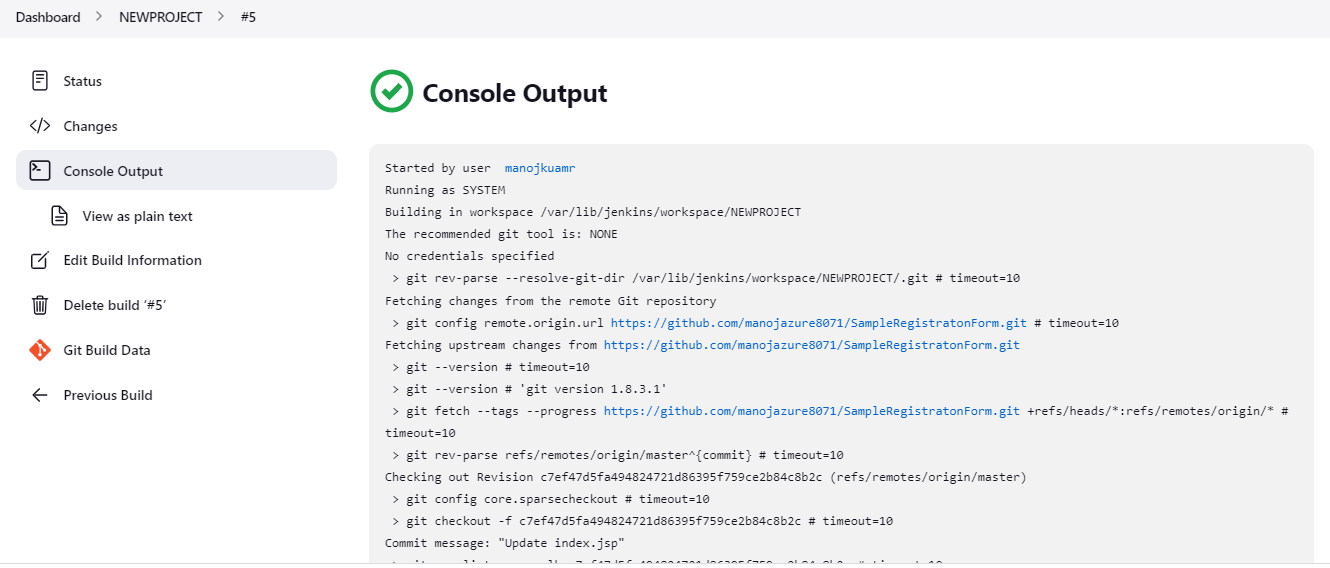 Dashboard > NEWPROJECT > #5
Status
Changes
Console Output
View as plain text
Edit Build Information
Delete build ‘#5’
Git Build Data
Previous Build
Console Output
Started by user manojkuamr
Running as SYSTEM
Building in workspace /var/lib/jenkins/workspace/NEWPROJECT
The recommended git tool is: NONE
No credentials specified
> git rev-parse --resolve-git-dir /var/lib/jenkins/workspace/NEWPROJECT/.git # timeout=10
Fetching changes from the remote Git repository
> git config remote.origin.url https://github.com/manojazure8071/SampleRegistratonForm.git # timeout=10
Fetching upstream changes from https://github.com/manojazure8071/SampleRegistratonForm.git
> git --version # timeout=10
> git --version # 'git version 1.8.3.1'
> git fetch --tags --progress https://github.com/manojazure8071/SampleRegistratonForm.git +refs/heads/*:refs/remotes/origin/* #
timeout=10
> git rev-parse refs/remotes/origin/master^{commit} # timeout=10
Checking out Revision c7ef47d5fa494824721d86395f759ce2b84c8b2c (refs/remotes/origin/master)
> git config core.sparsecheckout # timeout=10
> git checkout -f c7ef47d5fa494824721d86395f759ce2b84c8b2c # timeout=10
Commit message: "Update index.jsp"